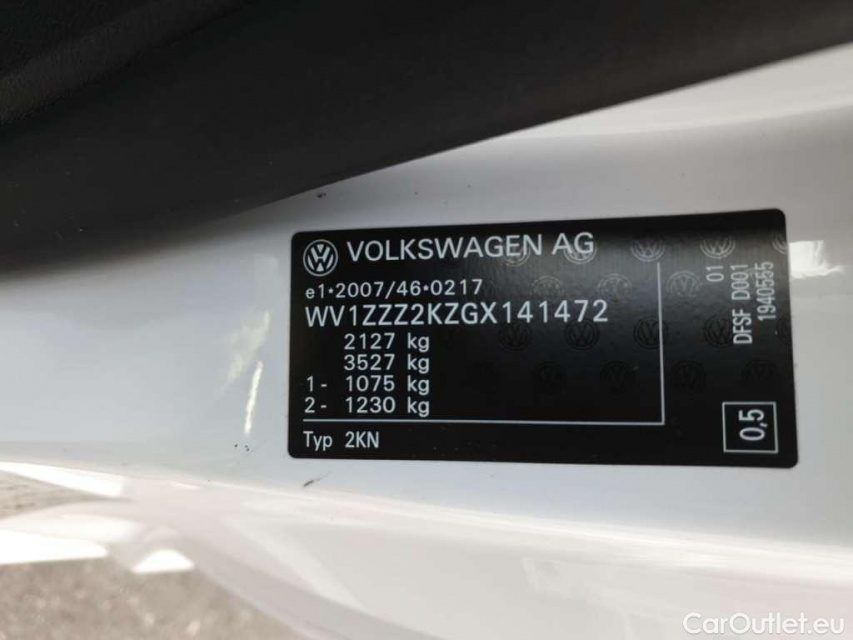 VOLKSWAGEN AG
e1*2007/46*0217
WV1ZZZ2KZGX141472
2127 kg
3527 kg
1- 1075 kg
2- 1230 kg
Typ 2KN
01
DFSF D001
1940555
0,5
CarOutlet.eu